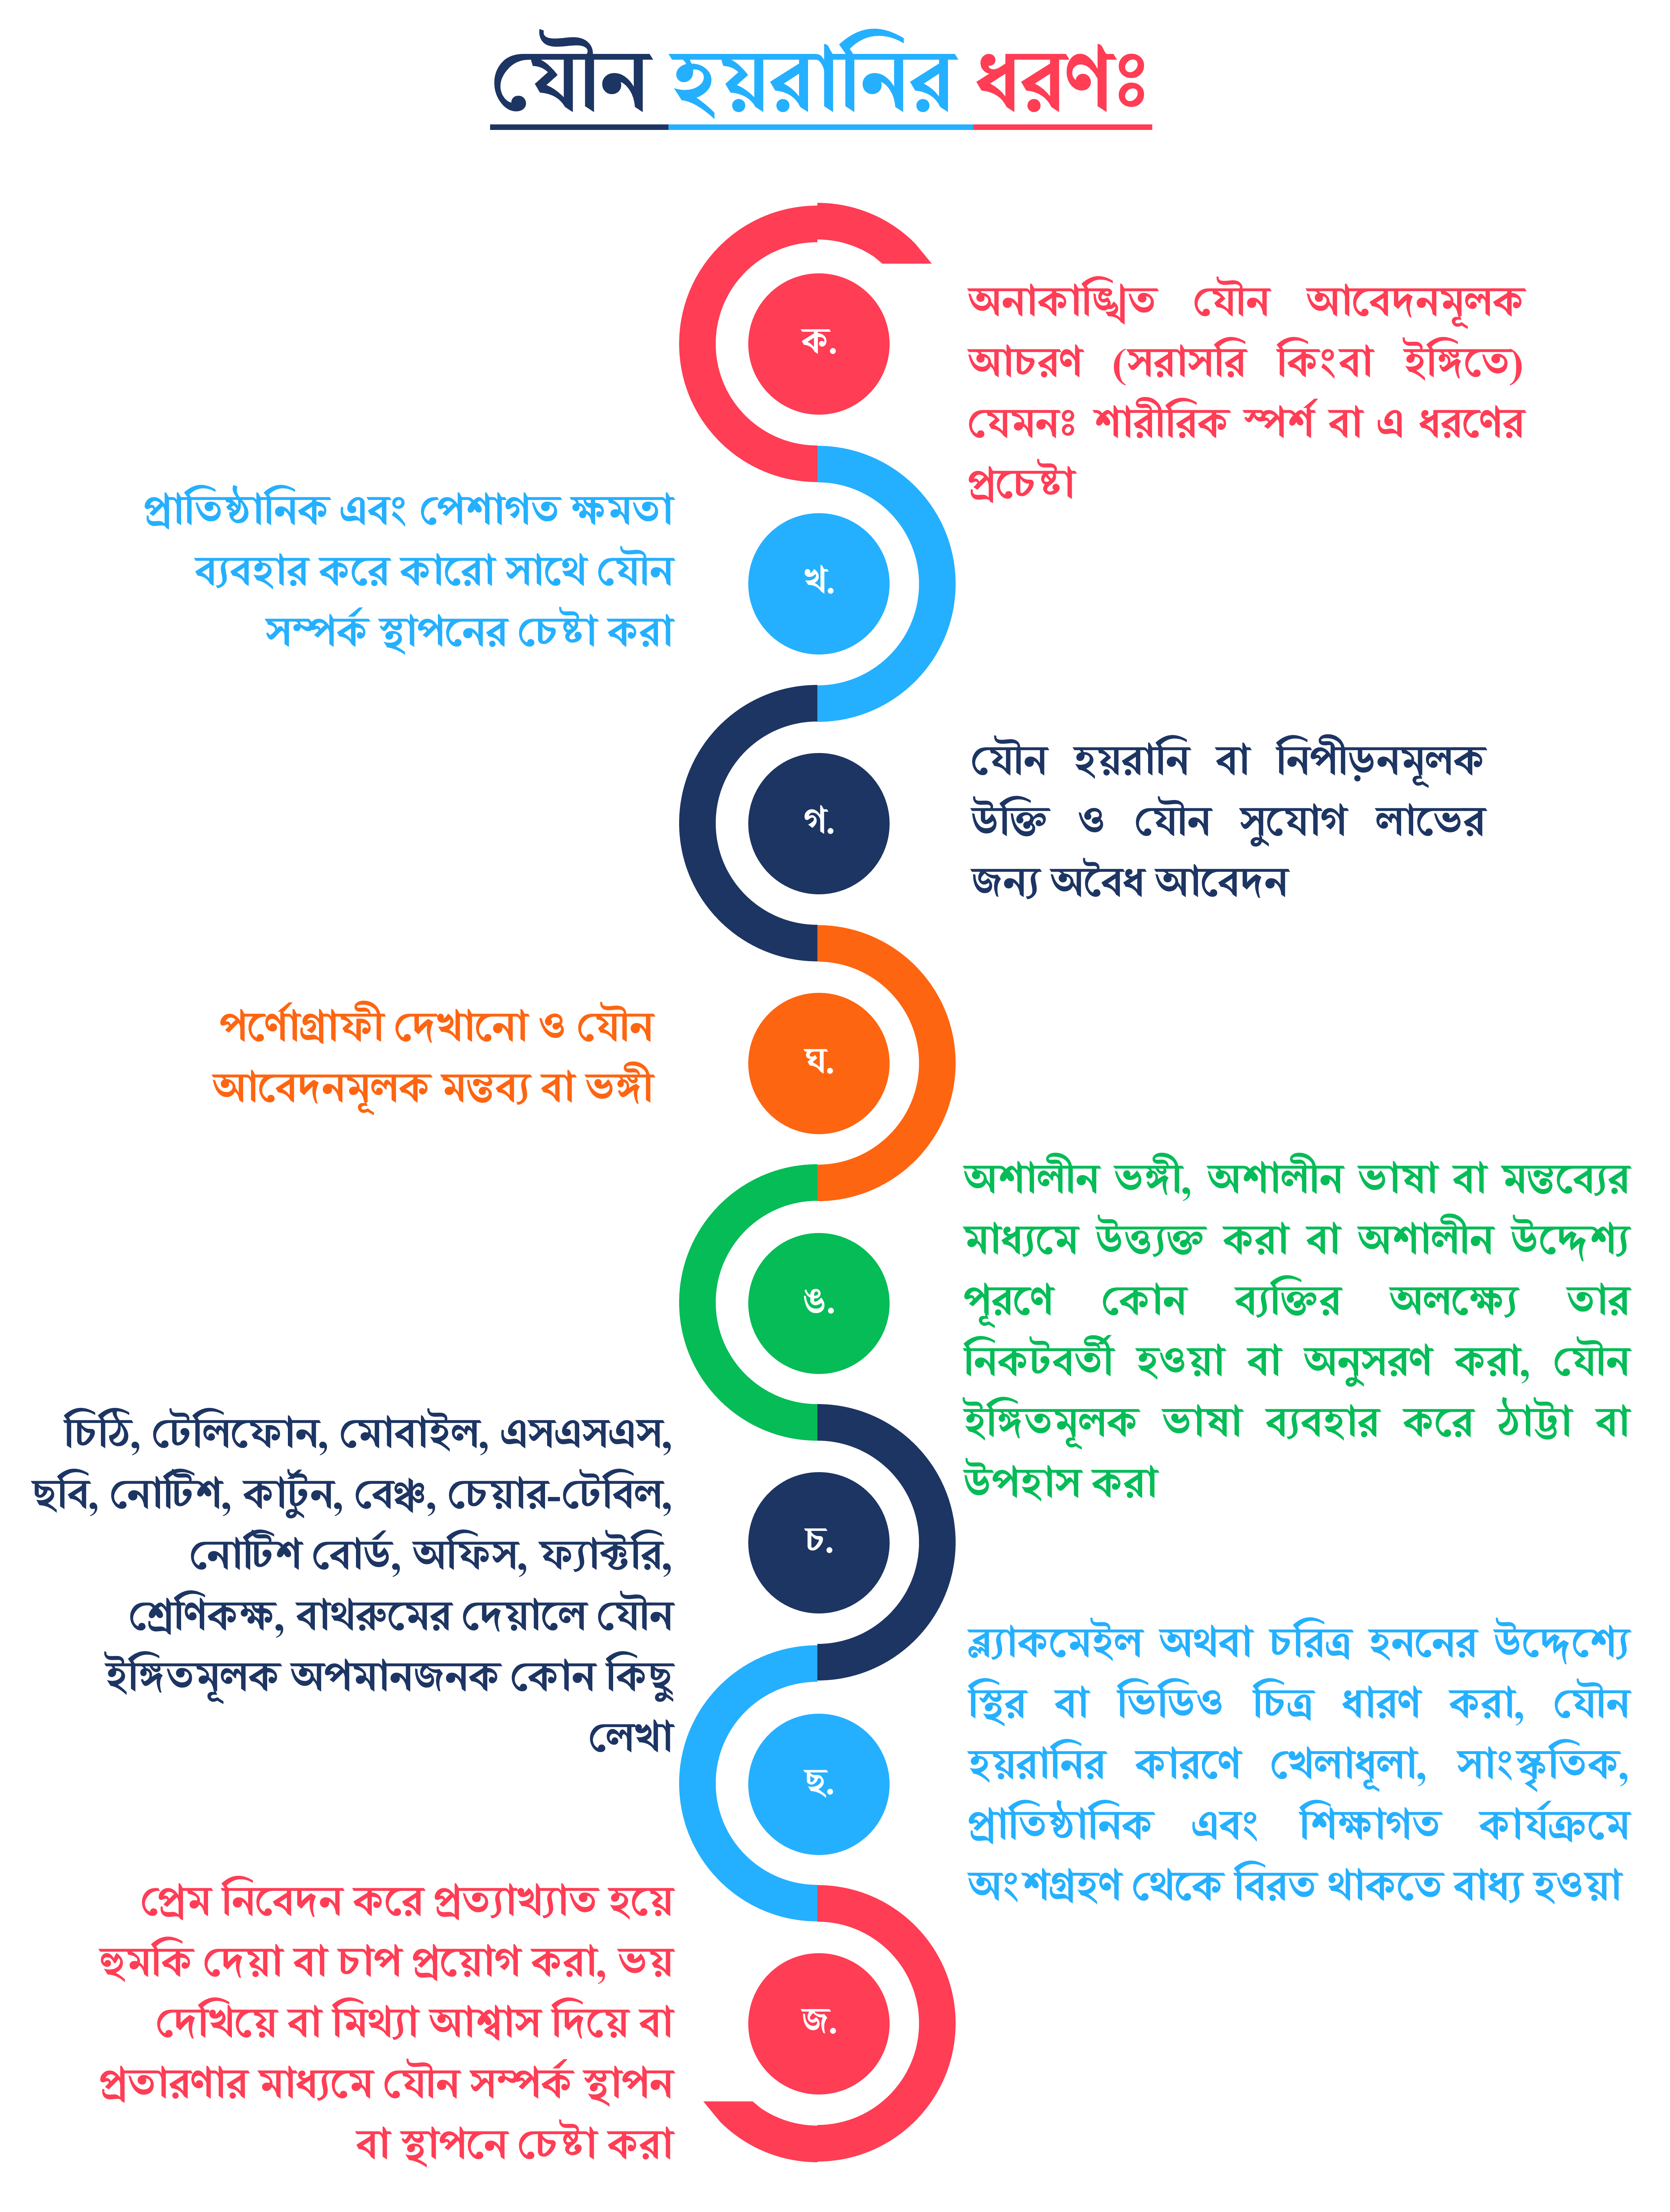 যৌন হয়রানির ধরণঃ
ক.
অনাকাঙ্খিত যৌন আবেদনমূলক
আচরণ (সরাসরি কিংবা ইঙ্গিতে)
যেমনঃ শারীরিক স্পর্শ বা এ ধরণের
প্রচেষ্টা
খ.
প্রাতিষ্ঠানিক এবং পেশাগত ক্ষমতা
ব্যবহার করে কারো সাথে যৌন
সম্পর্ক স্থাপনের চেষ্টা করা
গ.
যৌন হয়রানি বা নিপীড়নমূলক
উক্তি ও যৌন সুযোগ লাভের
জন্য অবৈধ আবেদন
ঘ.
পর্ণোগ্রাফী দেখানো ও যৌন
আবেদনমূলক মন্তব্য বা ভঙ্গী
ঙ.
অশালীন ভঙ্গী, অশালীন ভাষা বা মন্তব্যের
মাধ্যমে উত্ত্যক্ত করা বা অশালীন উদ্দেশ্য
পূরণে কোন ব্যক্তির অলক্ষ্যে তার
নিকটবর্তী হওয়া বা অনুসরণ করা, যৌন
ইঙ্গিতমূলক ভাষা ব্যবহার করে ঠাট্টা বা
উপহাস করা
চ.
চিঠি, টেলিফোন, মোবাইল, এসএসএস,
ছবি, নোটিশ, কার্টুন, বেঞ্চ, চেয়ার-টেবিল,
নোটিশ বোর্ড, অফিস, ফ্যাক্টরি,
শ্রেণিকক্ষ, বাথরুমের দেয়ালে যৌন
ইঙ্গিতমূলক অপমানজনক কোন কিছু
লেখা
ছ.
ব্ল্যাকমেইল অথবা চরিত্র হননের উদ্দেশ্যে
স্থির বা ভিডিও চিত্র ধারণ করা, যৌন
হয়রানির কারণে খেলাধূলা, সাংস্কৃতিক,
প্রাতিষ্ঠানিক এবং শিক্ষাগত কার্যক্রমে
অংশগ্রহণ থেকে বিরত থাকতে বাধ্য হওয়া
জ.
প্রেম নিবেদন করে প্রত্যাখ্যাত হয়ে
হুমকি দেয়া বা চাপ প্রয়োগ করা, ভয়
দেখিয়ে বা মিথ্যা আশ্বাস দিয়ে বা
প্রতারণার মাধ্যমে যৌন সম্পর্ক স্থাপন
বা স্থাপনে চেষ্টা করা